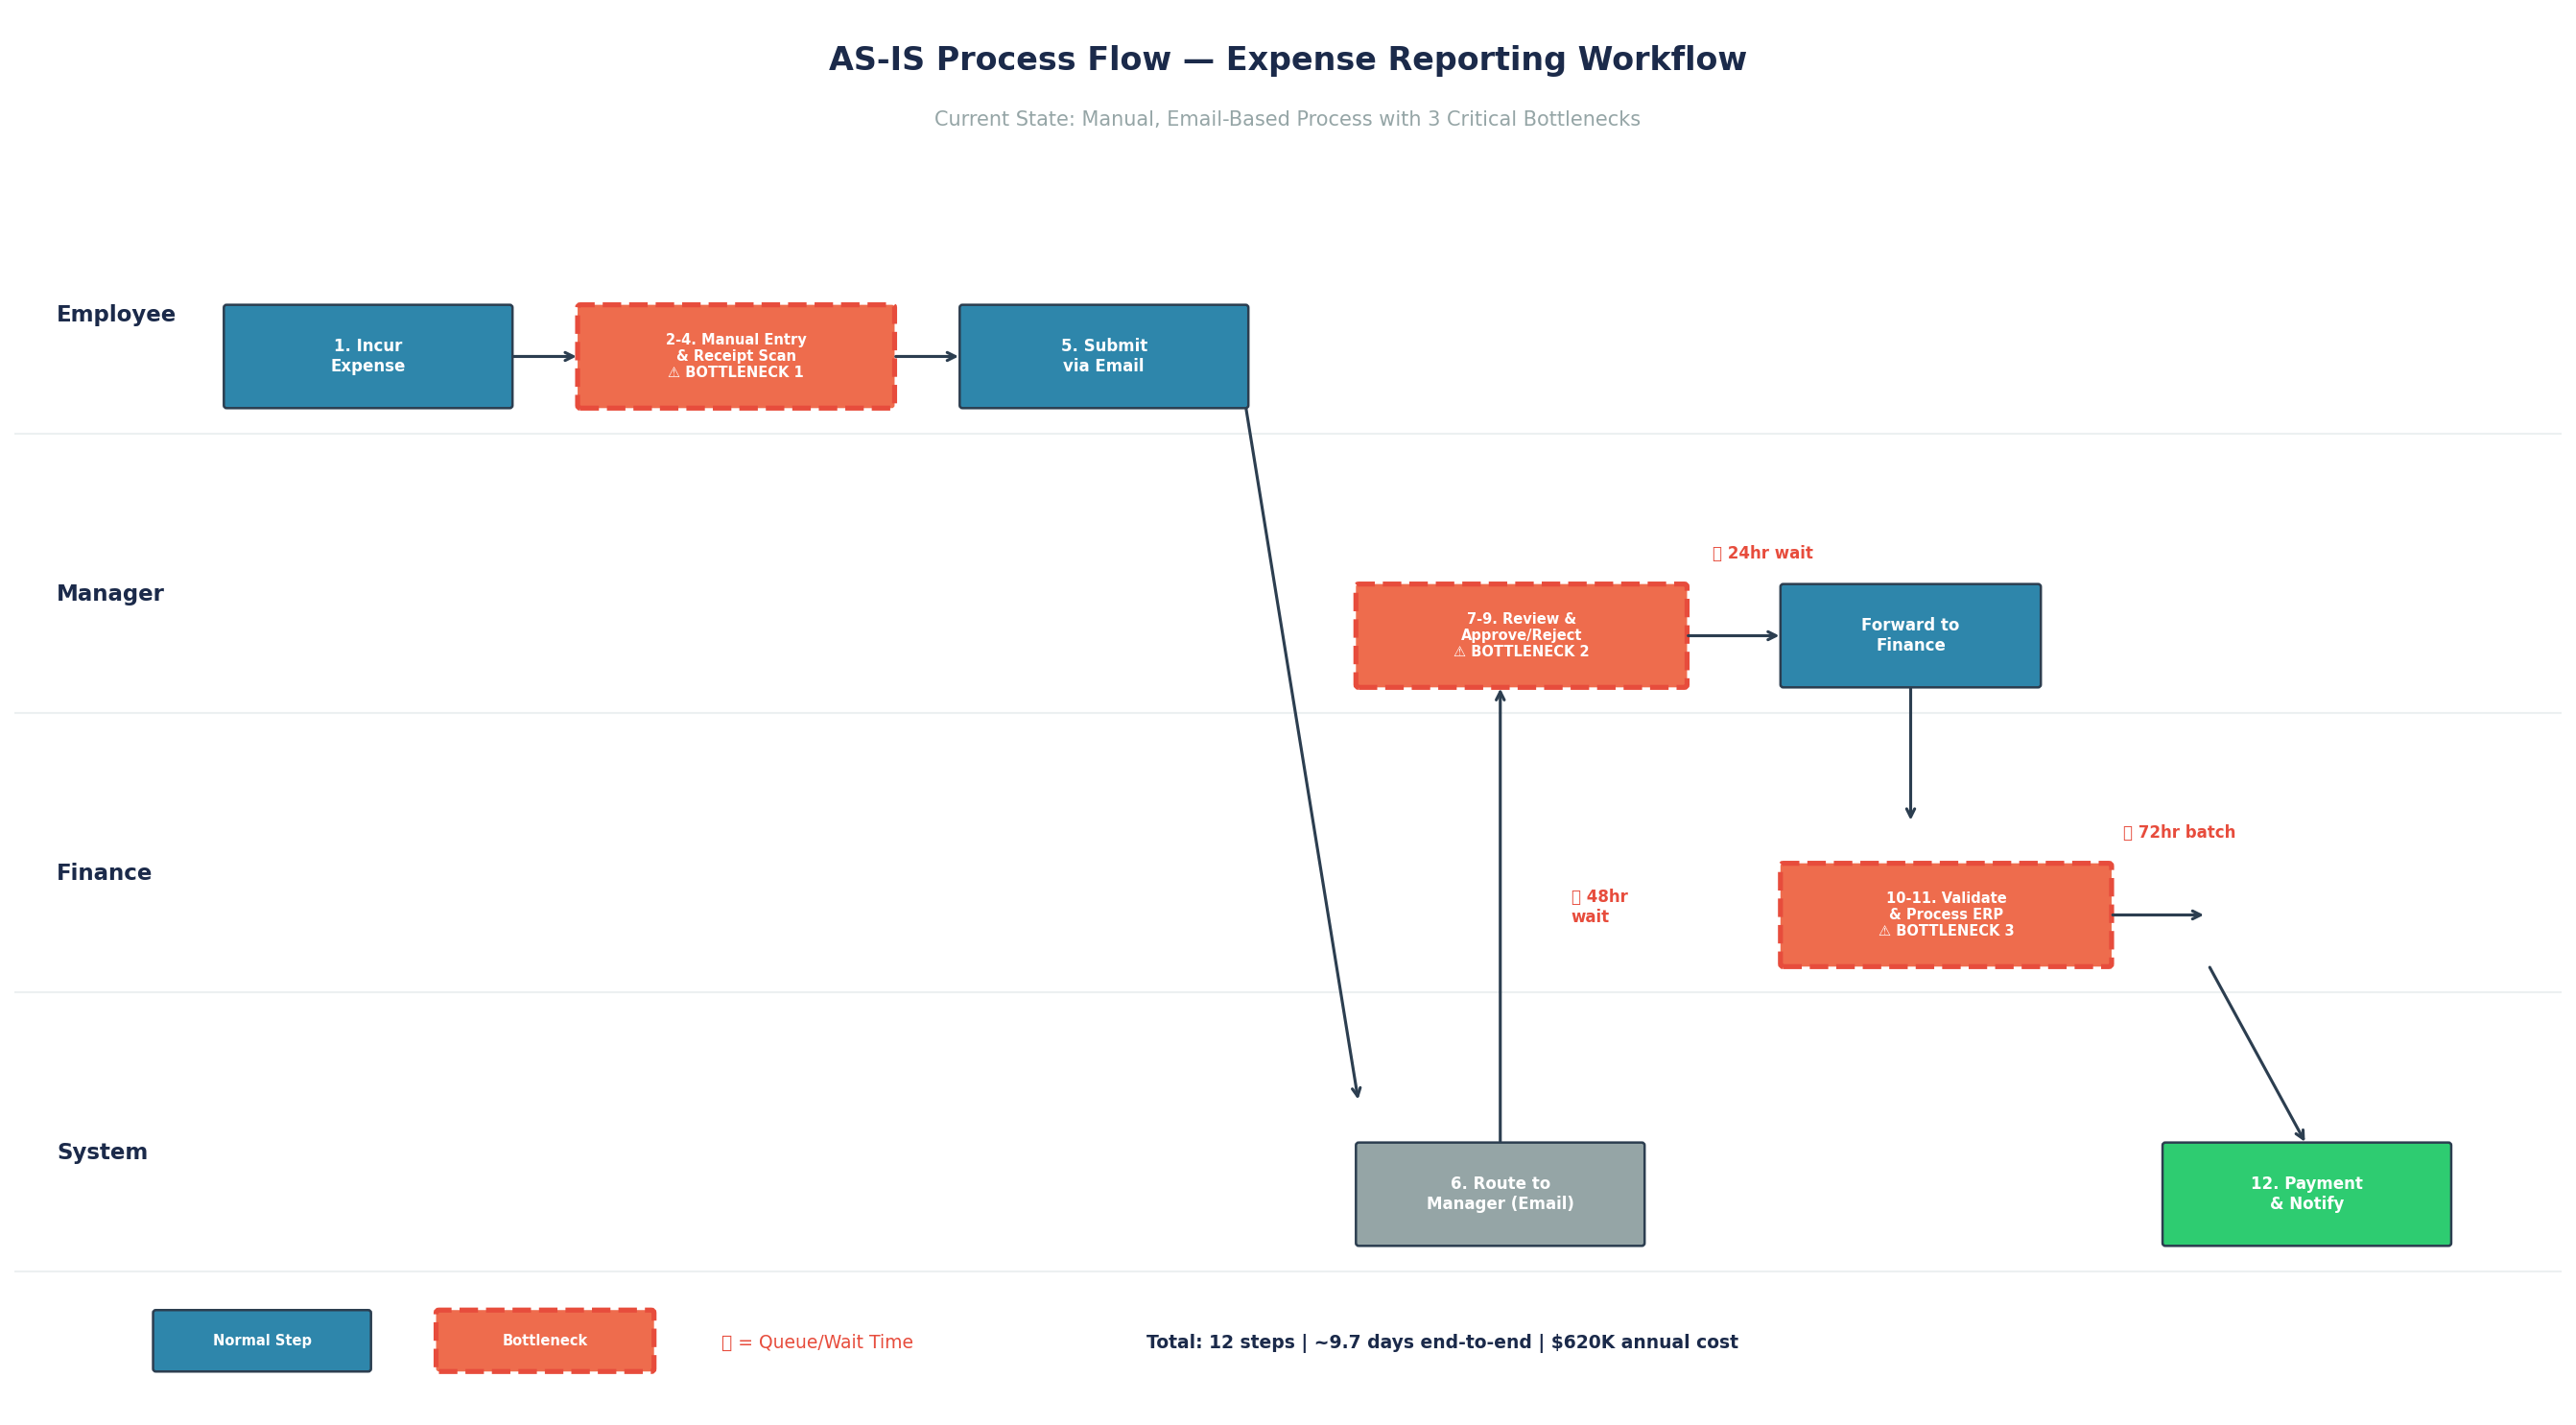 AS-IS Process Flow — Expense Reporting Workflow
Current State: Manual, Email-Based Process with 3 Critical Bottlenecks
Employee
1. Incur
Expense
2-4. Manual Entry
& Receipt Scan
⚠ BOTTLENECK 1
5. Submit
via Email
Manager
7-9. Review &
Approve/Reject
⚠ BOTTLENECK 2
24hr wait
Forward to
Finance
Finance
48hr
wait
10-11. Validate
& Process ERP
⚠ BOTTLENECK 3
72hr batch
System
6. Route to
Manager (Email)
12. Payment
& Notify
Normal Step
Bottleneck
= Queue/Wait Time
Total: 12 steps | ~9.7 days end-to-end | $620K annual cost